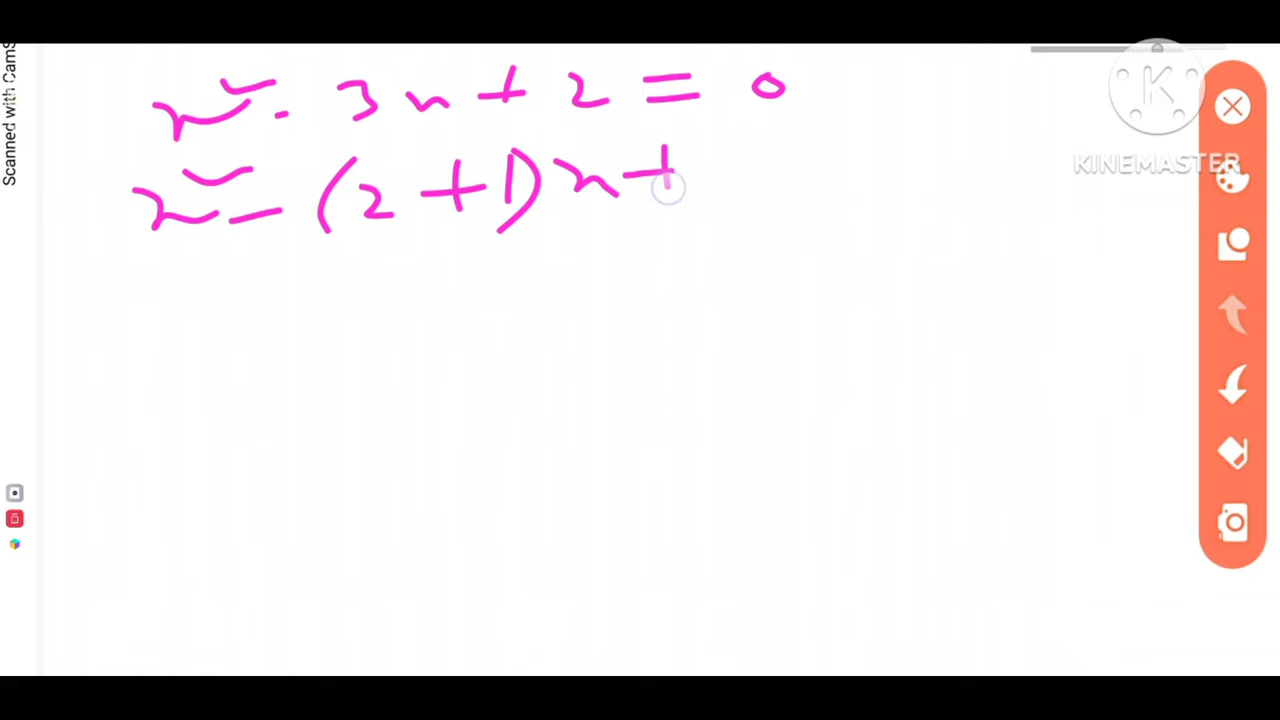 x² - 3x + 2 = 0
x² - (2 + 1)x +
KINEMASTER
Scanned with CamS